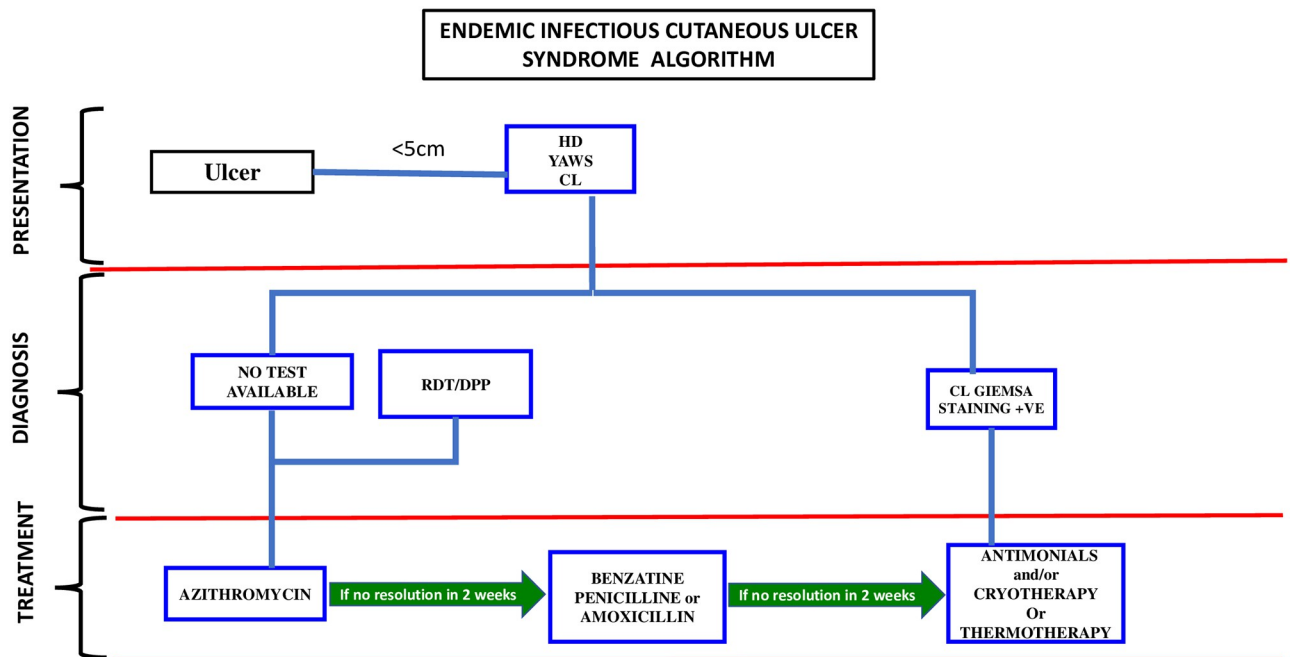 ENDEMIC INFECTIOUS CUTANEOUS ULCER
SYNDROME ALGORITHM
PRESENTATION
Ulcer
<5cm
HD
YAWS
CL
DIAGNOSIS
NO TEST
AVAILABLE
RDT/DPP
CL GIEMSA
STAINING +VE
TREATMENT
AZITHROMYCIN
If no resolution in 2 weeks
BENZATINE
PENICILLINE or
AMOXICILLIN
If no resolution in 2 weeks
ANTIMONIALS
and/or
CRYOTHERAPY
Or
THERMOTHERAPY